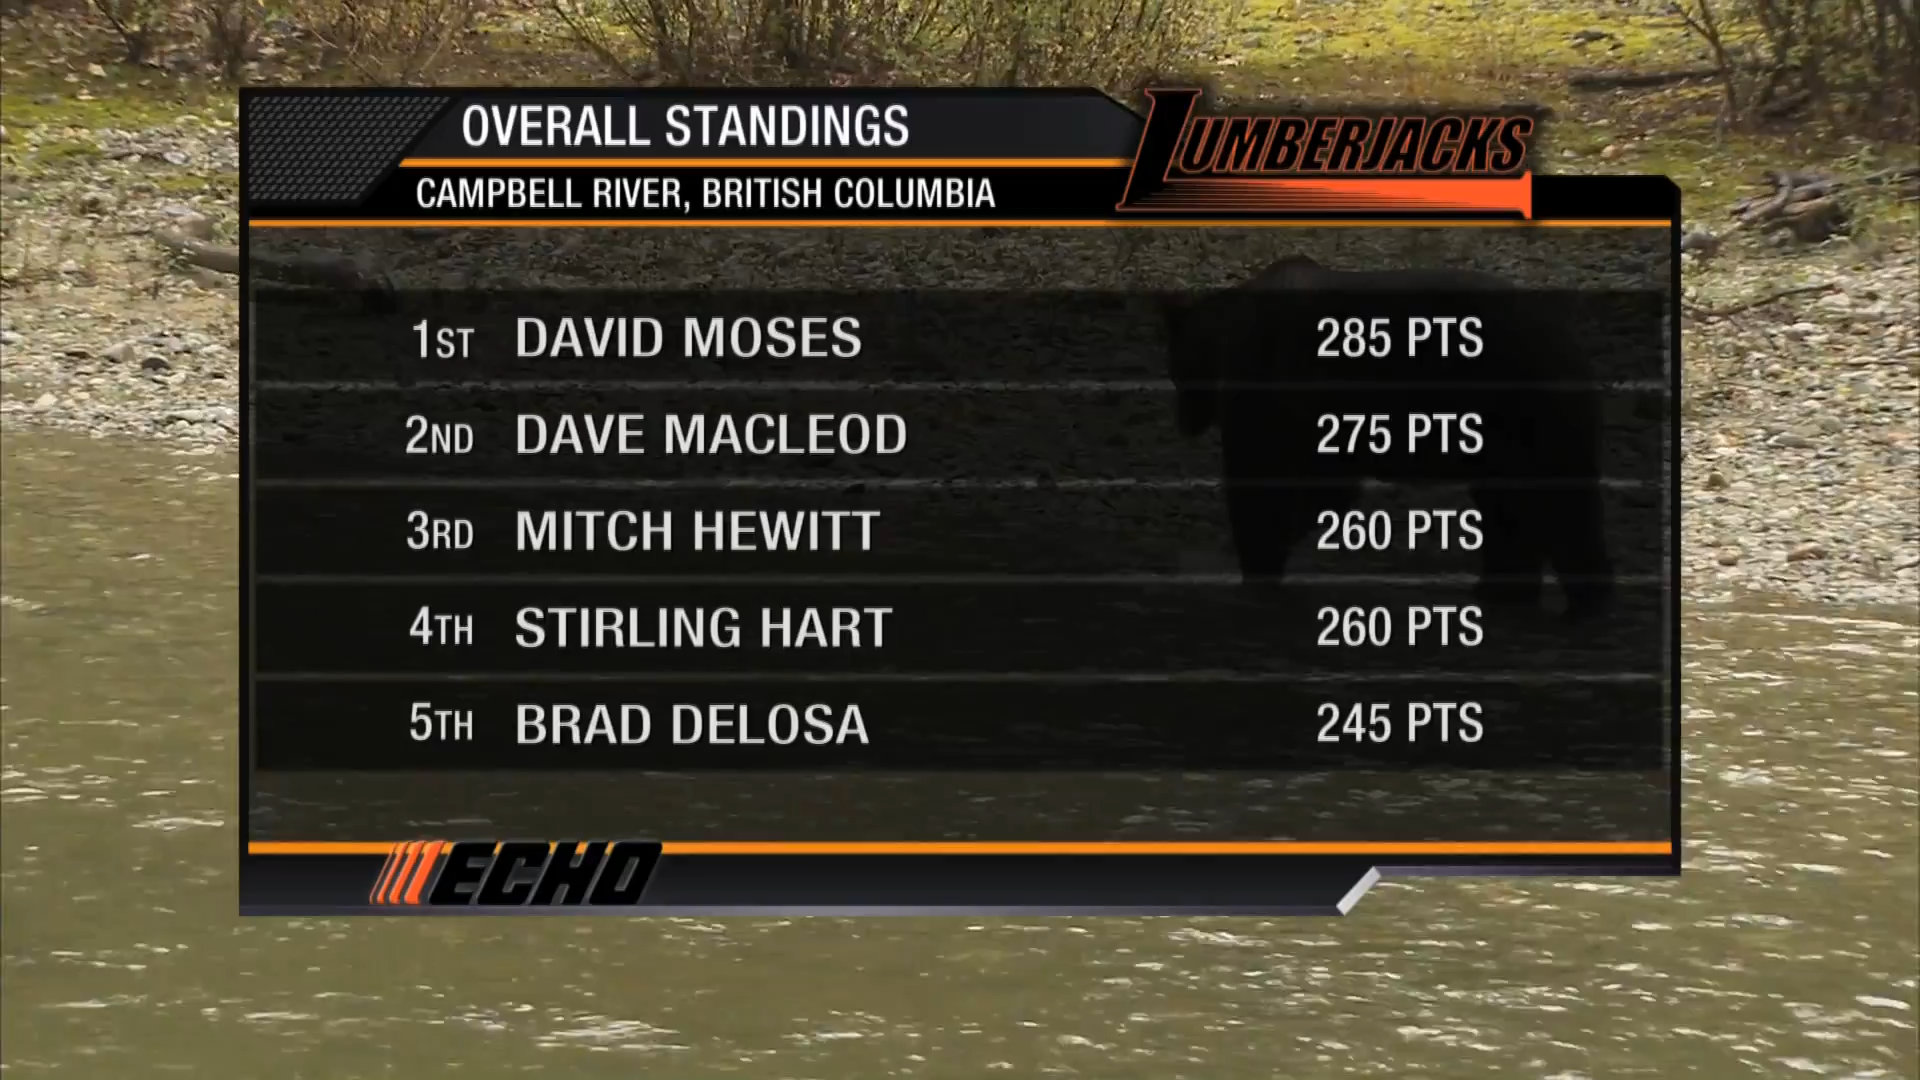 OVERALL STANDINGS
LUMBERJACKS
CAMPBELL RIVER, BRITISH COLUMBIA
1ST DAVID MOSES 285 PTS
2ND DAVE MACLEOD 275 PTS
3RD MITCH HEWITT 260 PTS
4TH STIRLING HART 260 PTS
5TH BRAD DELOSA 245 PTS
ECHO